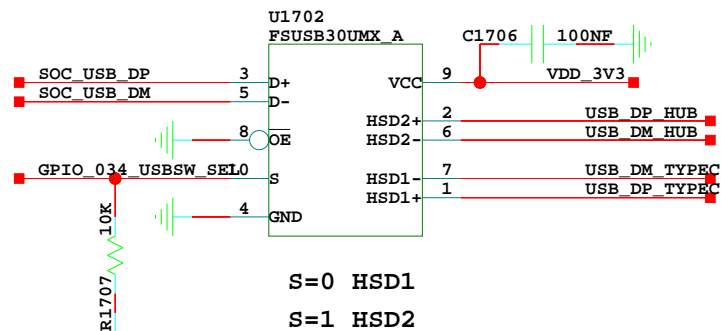 U1702
FSUSB30UMX_A
C1706 100NF
SOC_USB_DP 3 D+ VCC 9 VDD_3V3
SOC_USB_DM 5 D-
HSD2+ 2 USB_DP_HUB
8 OE HSD2- 6 USB_DM_HUB
GPIO_034_USBSW_SEL 10 S HSD1- 7 USB_DM_TYPEC
HSD1+ 1 USB_DP_TYPEC
4 GND
10K
R1707
S=0 HSD1
S=1 HSD2